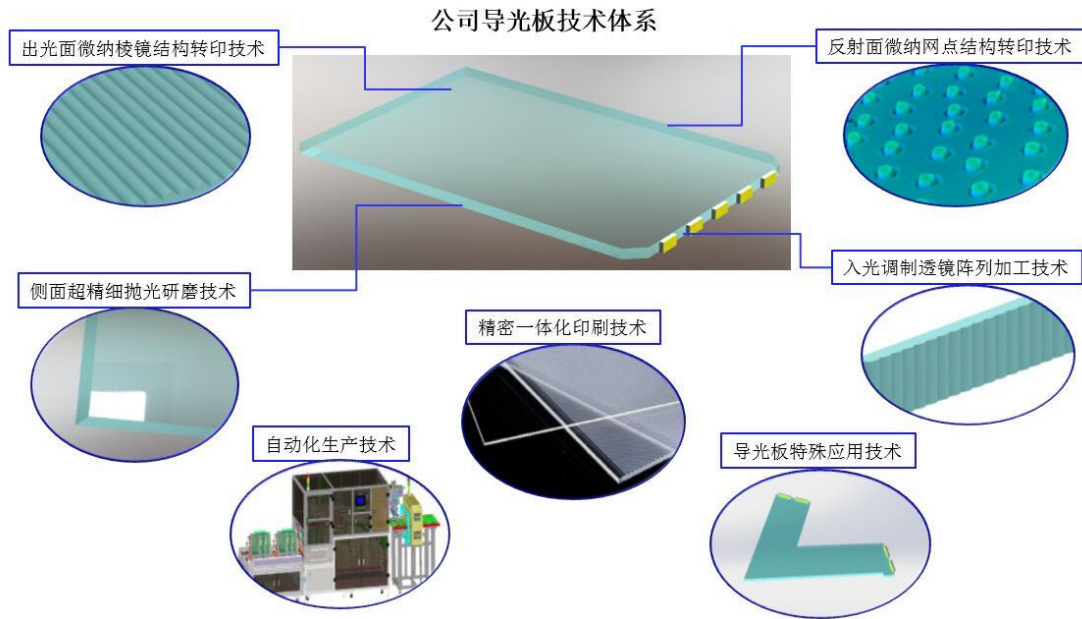 公司导光板技术体系
出光面微纳棱镜结构转印技术
反射面微纳网点结构转印技术
侧面超精细抛光研磨技术
入光调制透镜阵列加工技术
精密一体化印刷技术
自动化生产技术
导光板特殊应用技术